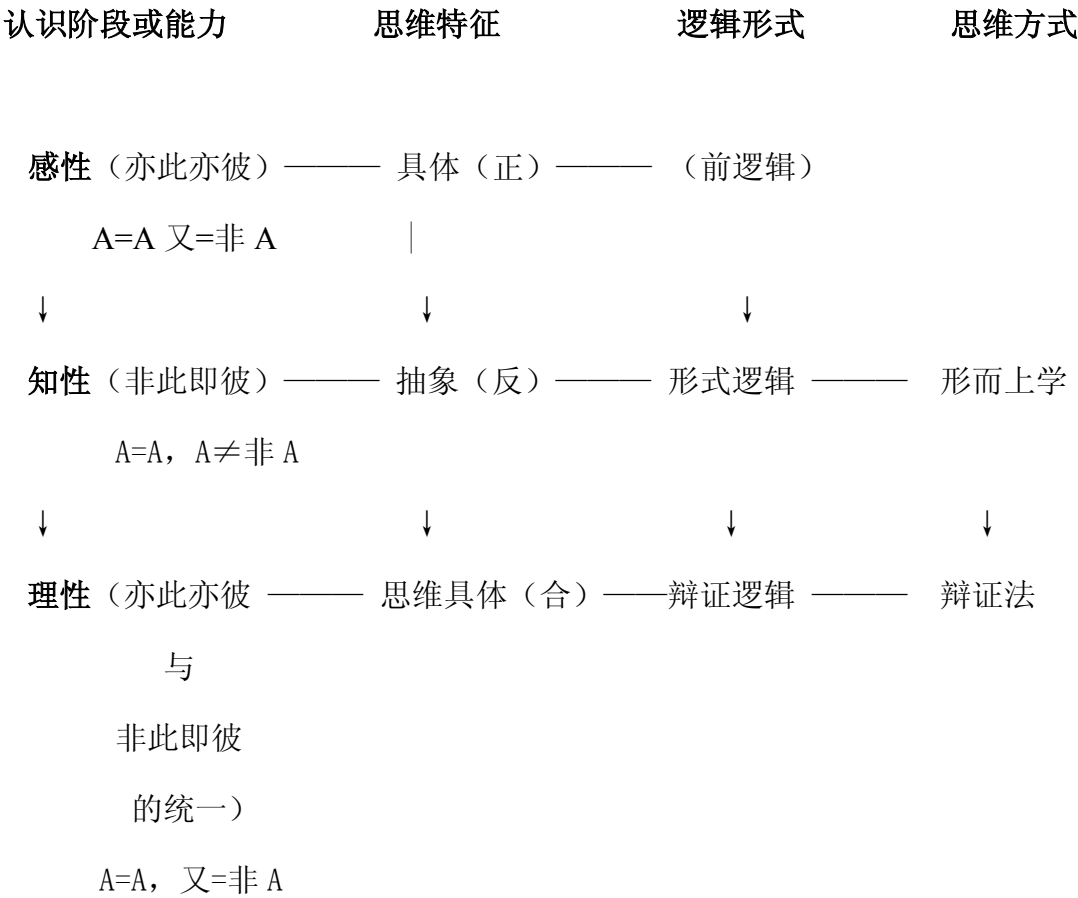 认识阶段或能力 思维特征 逻辑形式 思维方式
感性（亦此亦彼）——— 具体（正）——— （前逻辑）
A=A 又=非 A │
↓ ↓ ↓
知性（非此即彼）——— 抽象（反）——— 形式逻辑 ——— 形而上学
A=A，A≠非 A
↓ ↓ ↓ ↓
理性（亦此亦彼 ——— 思维具体（合）——辩证逻辑 ——— 辩证法
与
非此即彼
的统一）
A=A，又=非 A